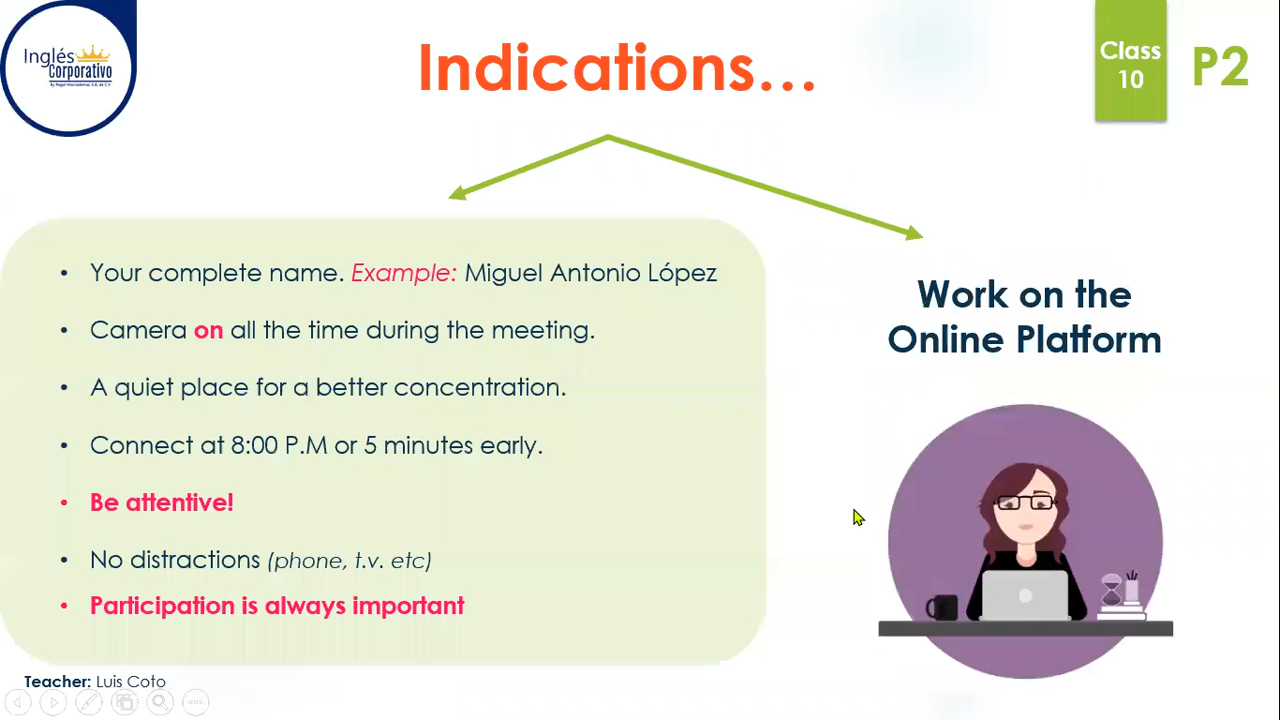 Inglés
Corporativo
Indications...
Class
10
P2
• Your complete name. Example: Miguel Antonio López
• Camera on all the time during the meeting.
• A quiet place for a better concentration.
• Connect at 8:00 P.M or 5 minutes early.
• Be attentive!
• No distractions (phone, t.v. etc)
• Participation is always important
Work on the
Online Platform
Teacher: Luis Coto